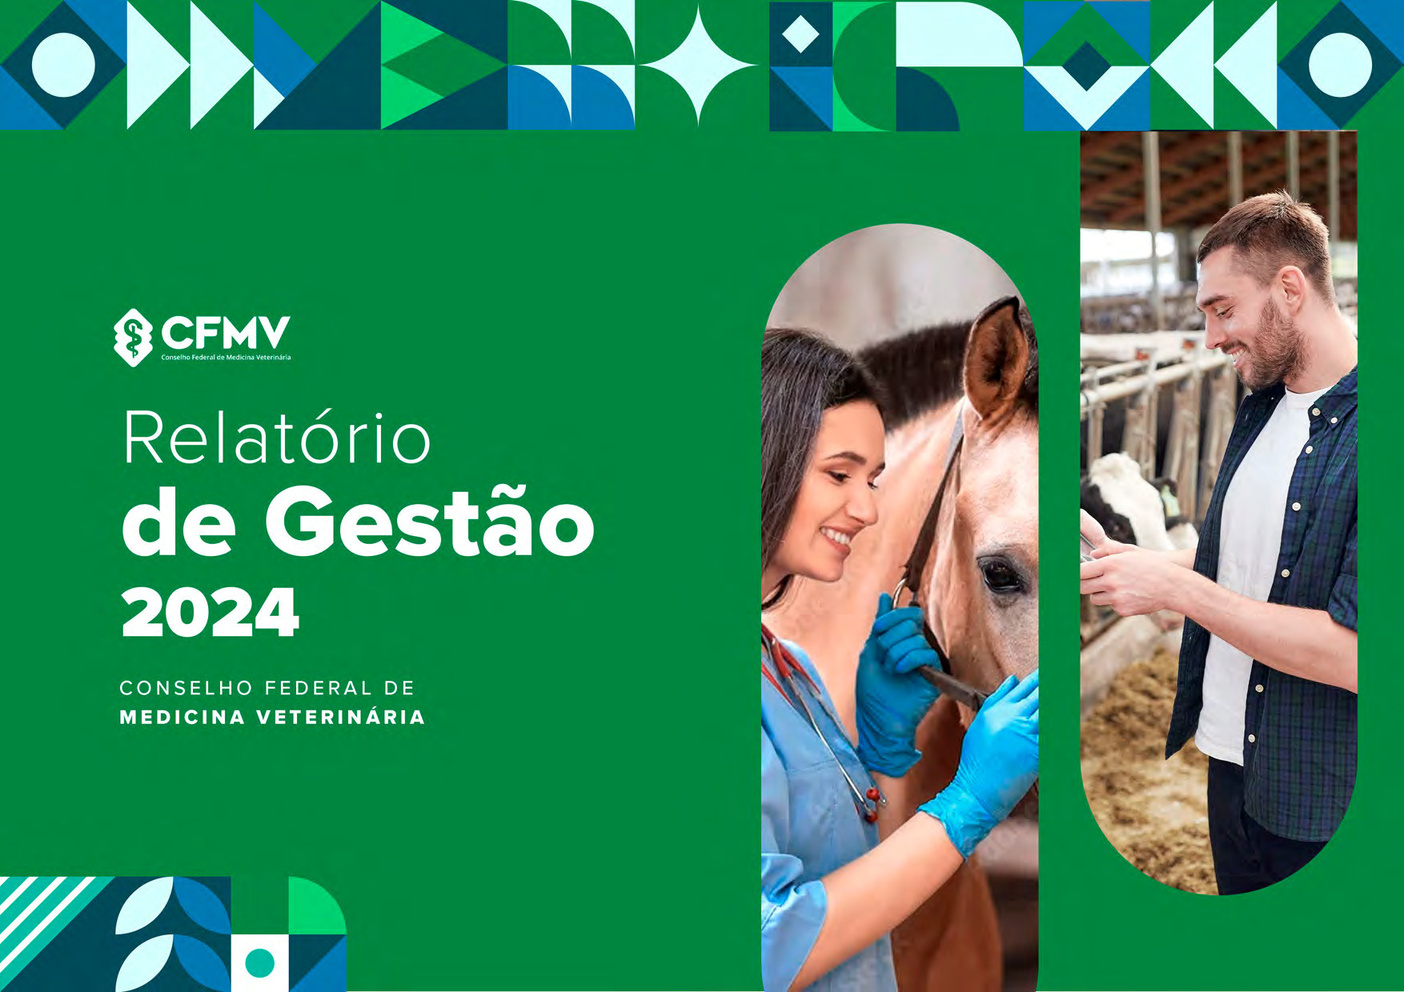 CFMV
Conselho Federal de Medicina Veterinária
Relatório
de Gestão
2024
CONSELHO FEDERAL DE
MEDICINA VETERINÁRIA